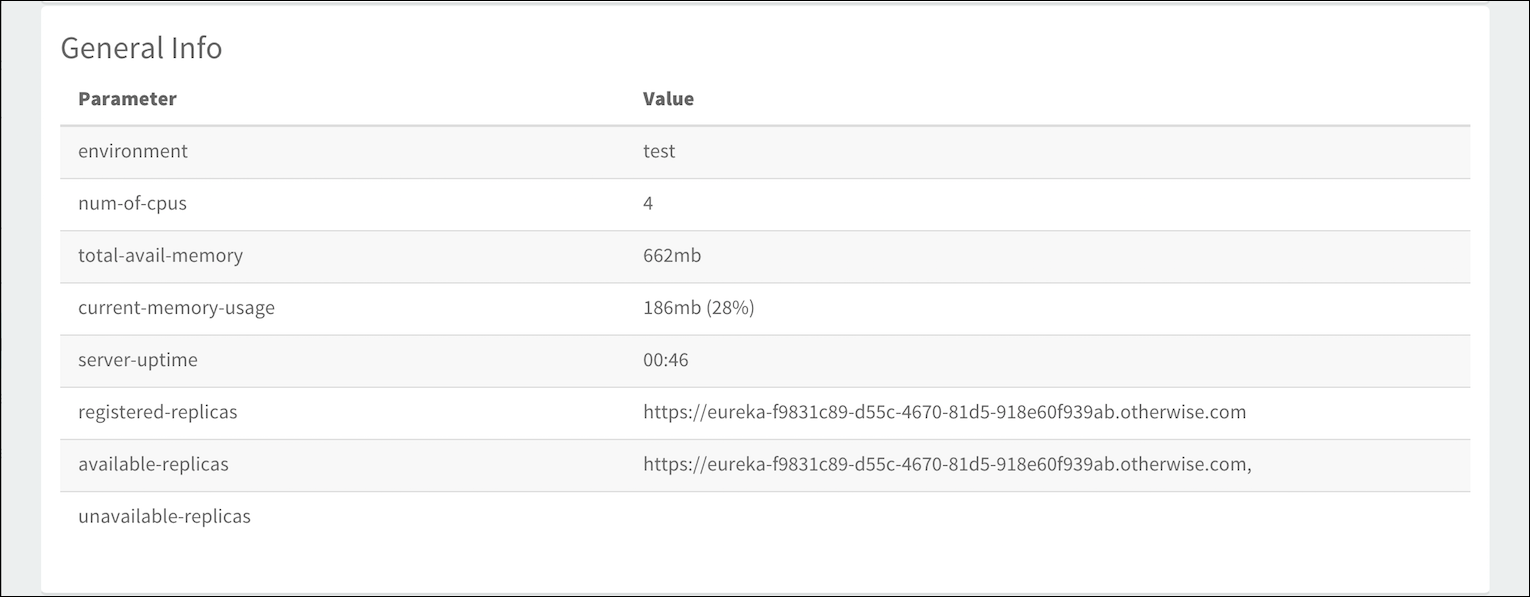 General Info
Parameter Value
environment test
num-of-cpus 4
total-avail-memory 662mb
current-memory-usage 186mb (28%)
server-uptime 00:46
registered-replicas https://eureka-f9831c89-d55c-4670-81d5-918e60f939ab.otherwise.com
available-replicas https://eureka-f9831c89-d55c-4670-81d5-918e60f939ab.otherwise.com,
unavailable-replicas